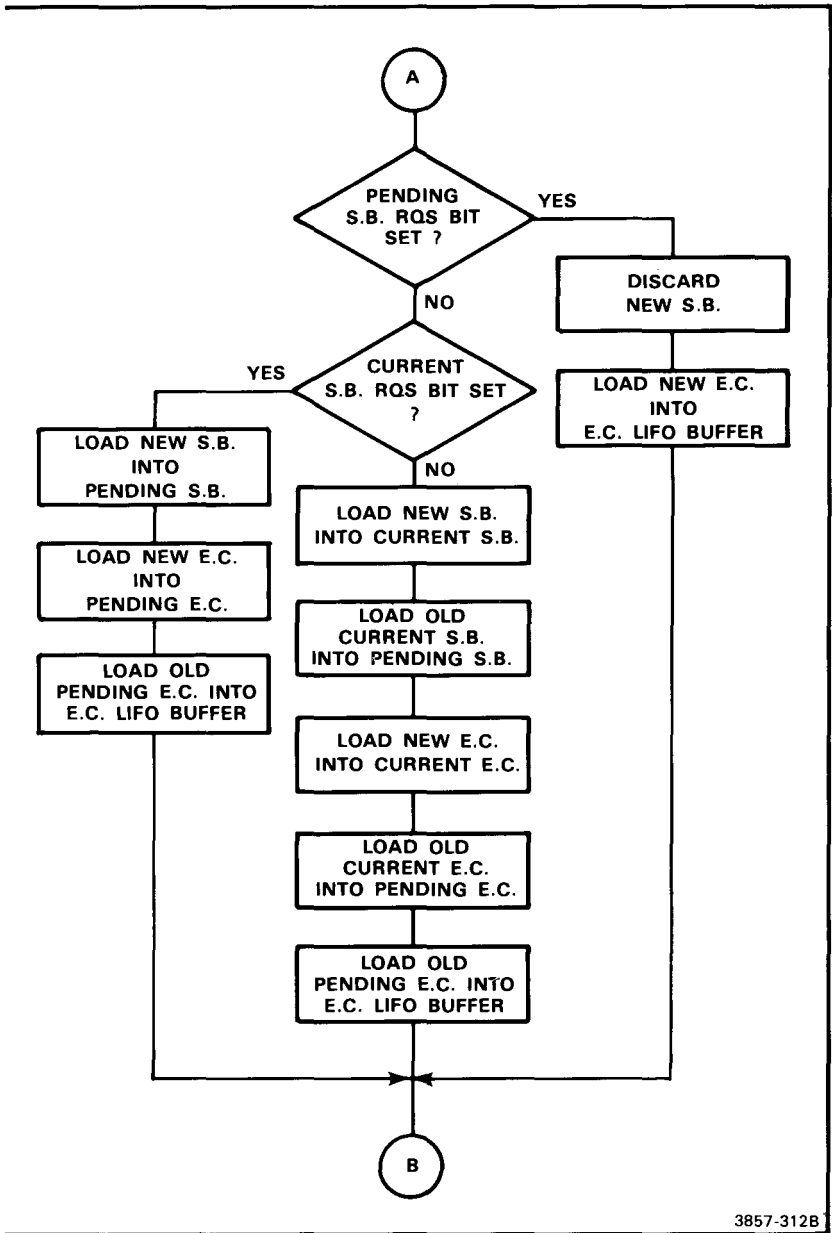 A
PENDING
S.B. RQS BIT
SET ?
YES
NO
DISCARD
NEW S.B.
LOAD NEW E.C.
INTO
E.C. LIFO BUFFER
CURRENT
S.B. RQS BIT SET
?
YES
NO
LOAD NEW S.B.
INTO
PENDING S.B.
LOAD NEW E.C.
INTO
PENDING E.C.
LOAD OLD
PENDING E.C. INTO
E.C. LIFO BUFFER
LOAD NEW S.B.
INTO CURRENT S.B.
LOAD OLD
CURRENT S.B.
INTO PENDING S.B.
LOAD NEW E.C.
INTO CURRENT E.C.
LOAD OLD
CURRENT E.C.
INTO PENDING E.C.
LOAD OLD
PENDING E.C. INTO
E.C. LIFO BUFFER
B
3857-312B